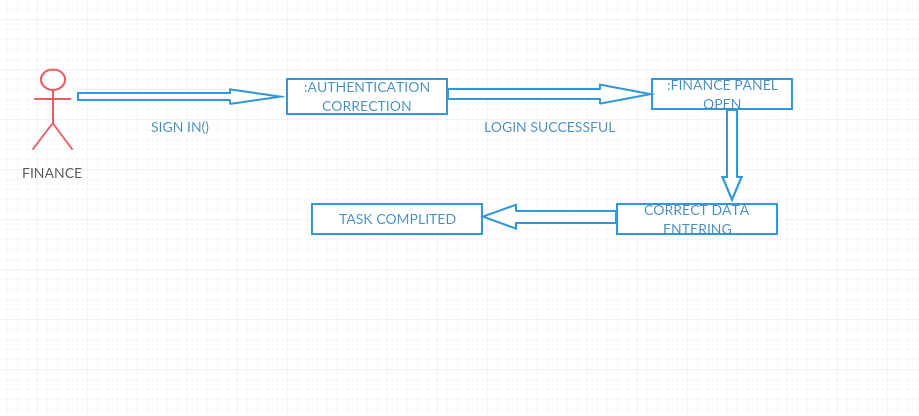 :AUTHENTICATION
CORRECTION
:FINANCE PANEL
OPEN
SIGN IN()
LOGIN SUCCESSFUL
FINANCE
TASK COMPLITED
CORRECT DATA
ENTERING